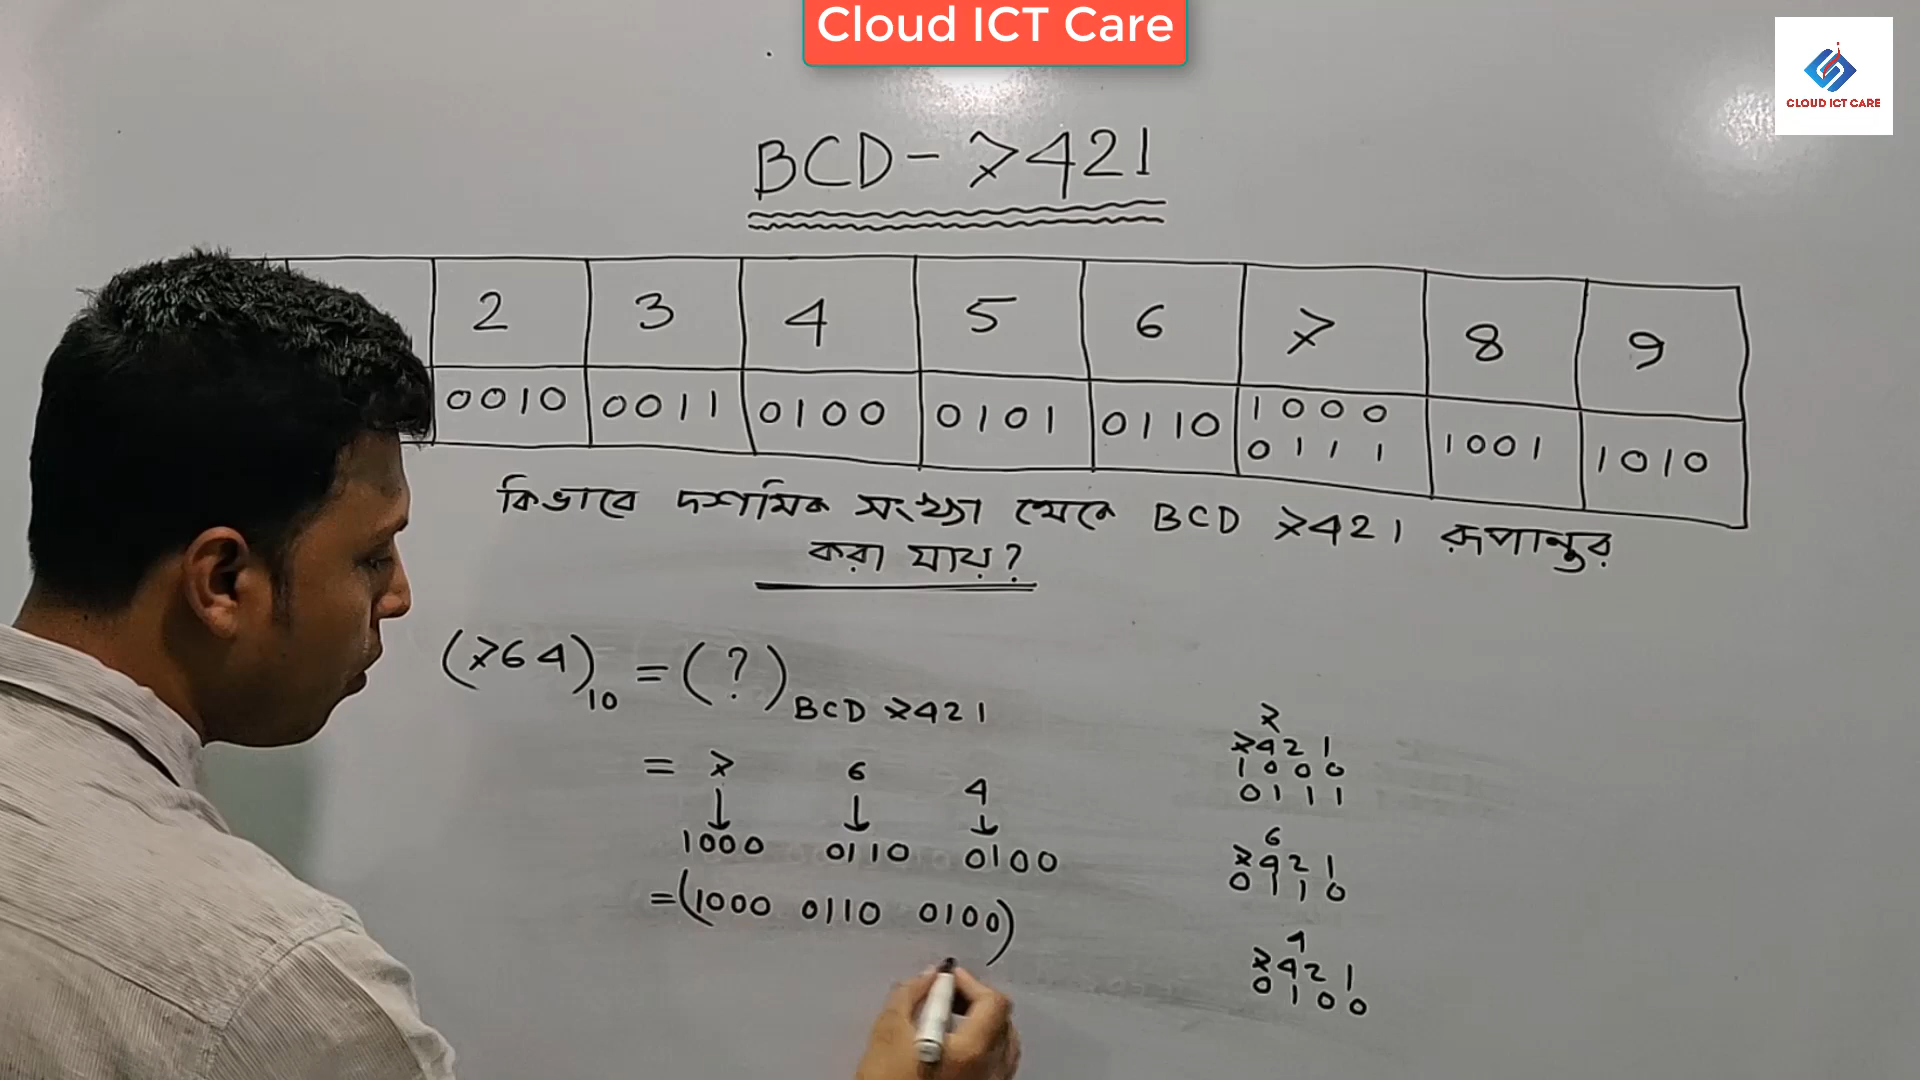 Cloud ICT Care
CLOUD ICT CARE
BCD - 7421
2 3 4 5 6 7 8 9
0010 0011 0100 0101 0110 1000 1001 1010
0111
কিভাবে দশমিক সংখ্যা থেকে BCD 7421 রূপান্তর
করা যায়?
(764)10 = (?)BCD 7421
= 7 6 4
1000 0110 0100
= (1000 0110 0100)
7
7421
1000
0111
6
7421
0110
4
7421
0100